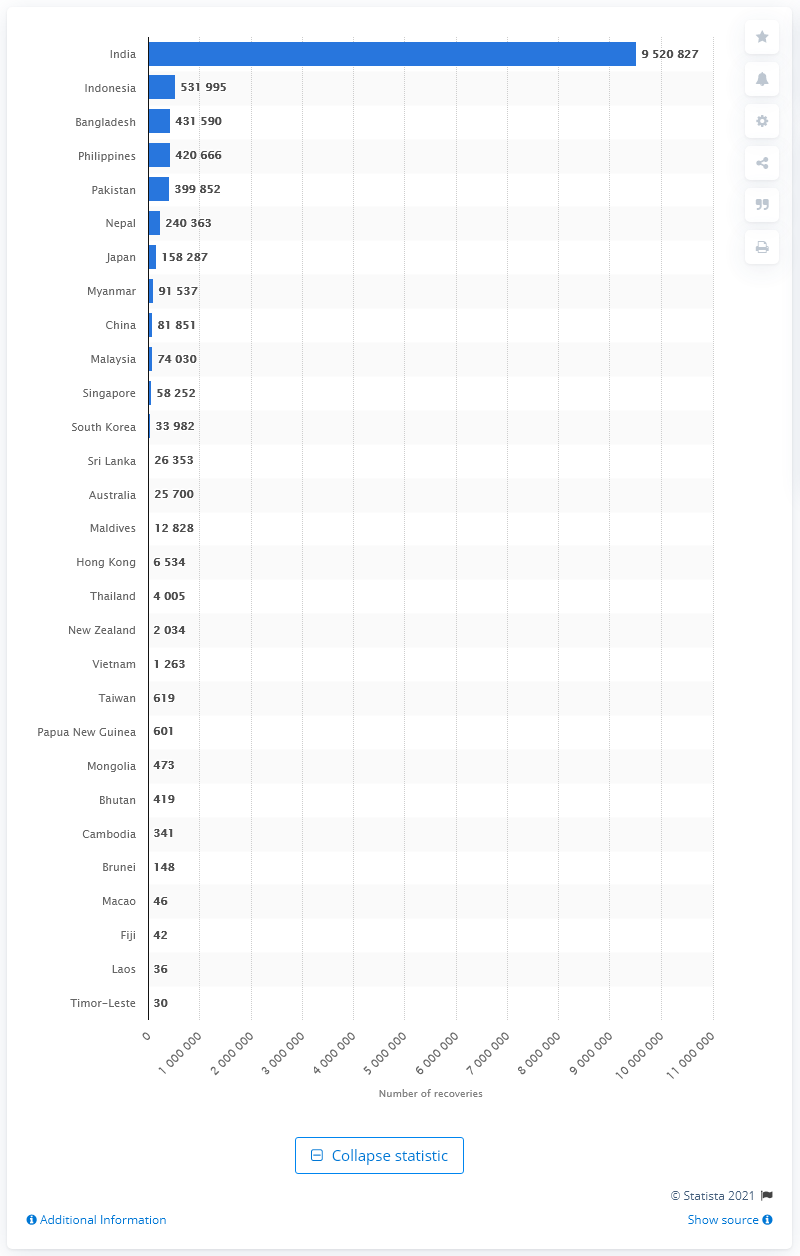 India 9 520 827
Indonesia 531 995
Bangladesh 431 590
Philippines 420 666
Pakistan 399 852
Nepal 240 363
Japan 158 287
Myanmar 91 537
China 81 851
Malaysia 74 030
Singapore 58 252
South Korea 33 982
Sri Lanka 26 353
Australia 25 700
Maldives 12 828
Hong Kong 6 534
Thailand 4 005
New Zealand 2 034
Vietnam 1 263
Taiwan 619
Papua New Guinea 601
Mongolia 473
Bhutan 419
Cambodia 341
Brunei 148
Macao 46
Fiji 42
Laos 36
Timor-Leste 30
0 1 000 000 2 000 000 3 000 000 4 000 000 5 000 000 6 000 000 7 000 000 8 000 000 9 000 000 10 000 000 11 000 000
Number of recoveries
Collapse statistic
© Statista 2021
Additional Information Show source